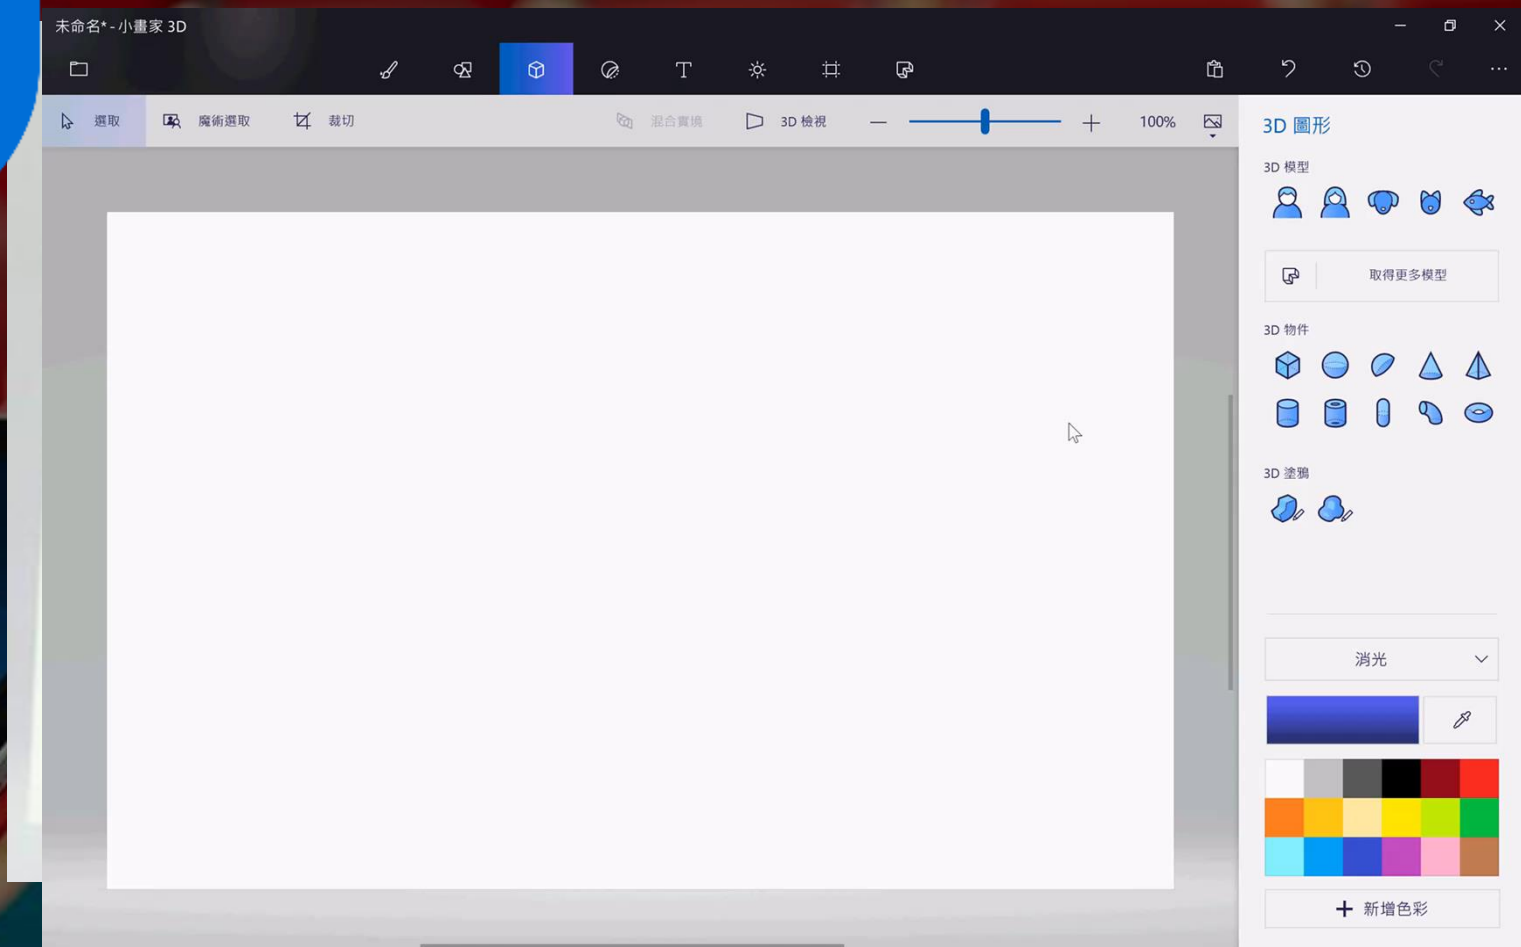 未命名* - 小畫家 3D
選取
魔術選取
裁切
混合實境
3D 檢視
100%
3D 圖形
3D 模型
取得更多模型
3D 物件
3D 塗鴉
消光
新增色彩